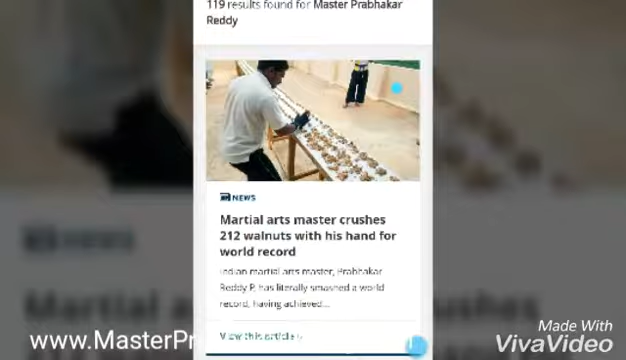 119 results found for Master Prabhakar
Reddy
NEWS
Martial arts master crushes
212 walnuts with his hand for
world record
Indian martial arts master, Prabhakar
Reddy P, has literally smashed a world
record, having achieved...
View this article
www.MasterPr
Made With
VivaVideo